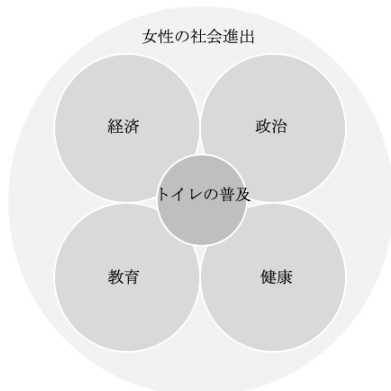 女性の社会進出
経済
政治
トイレの普及
教育
健康